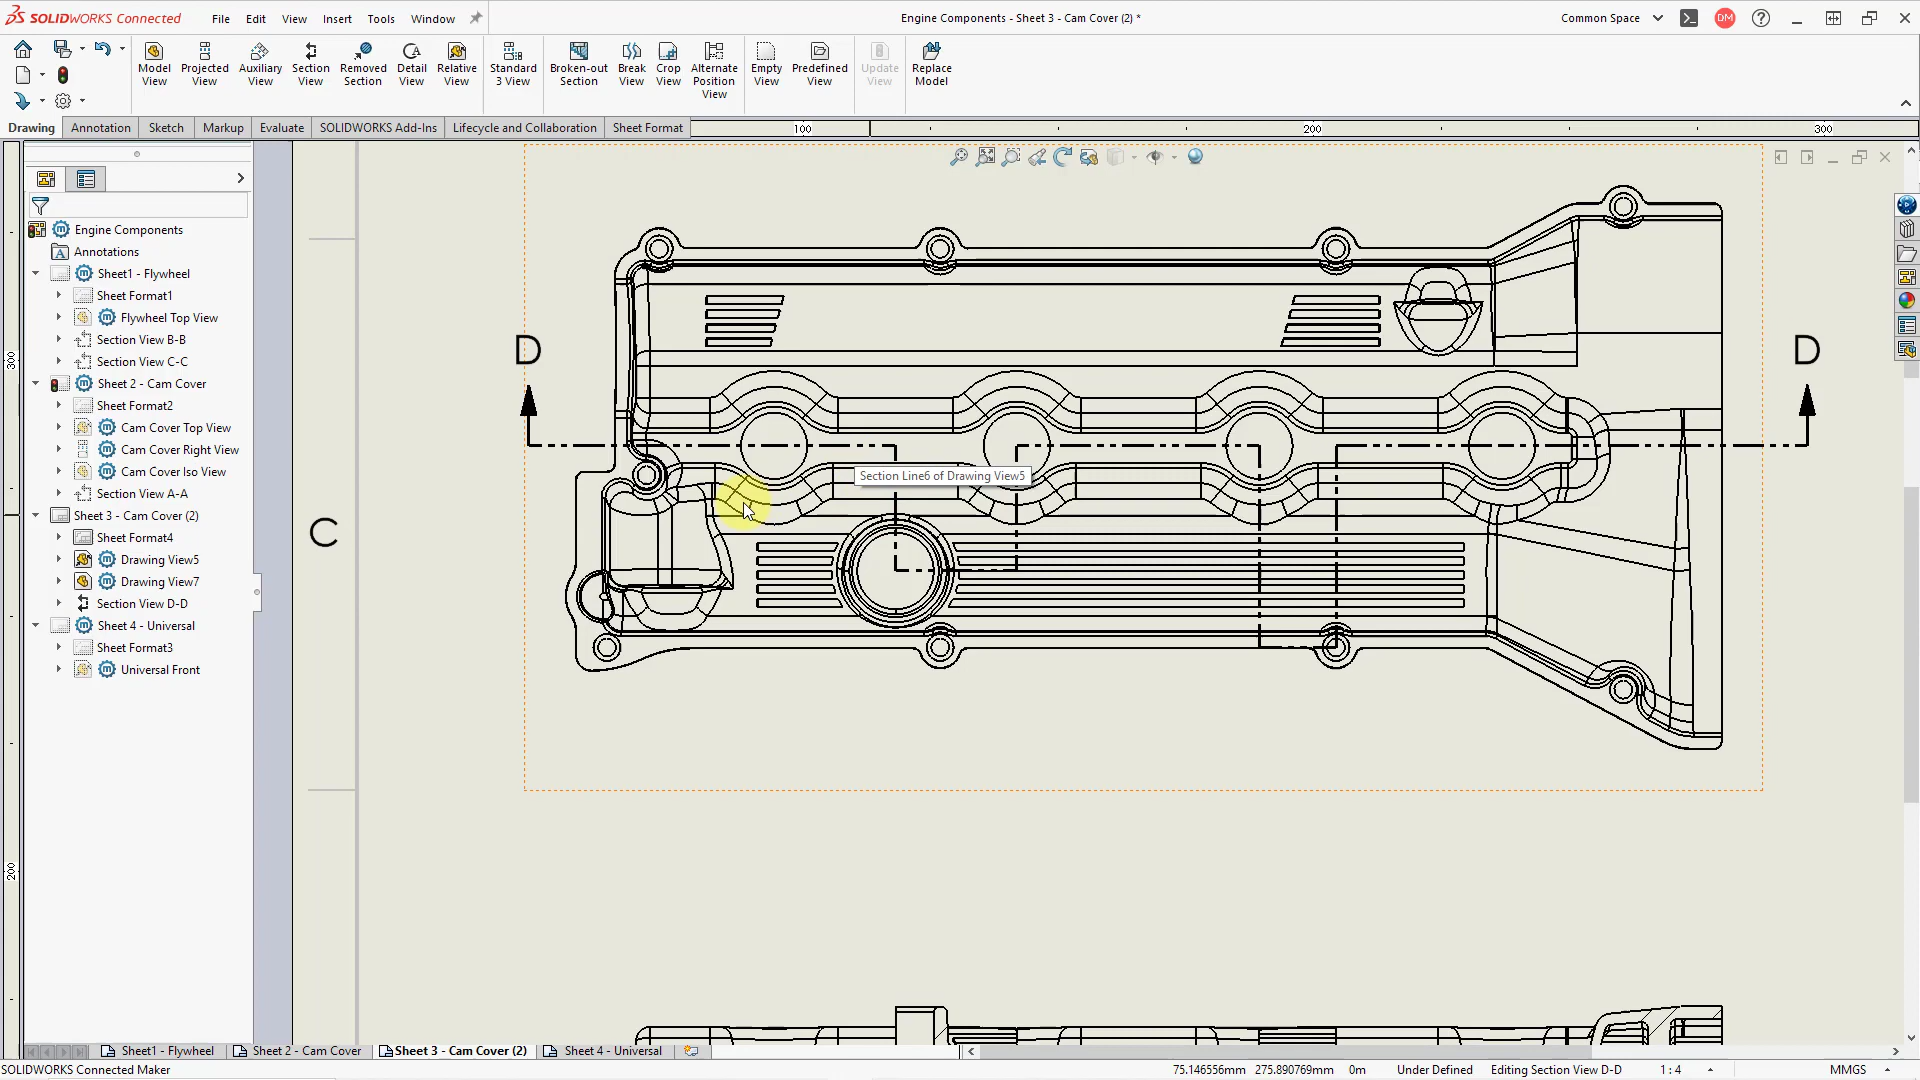 SOLIDWORKS Connected
File Edit View Insert Tools Window
Engine Components - Sheet 3 - Cam Cover (2) *
Common Space
DM
Model View
Projected View
Auxiliary View
Section View
Removed Section
Detail View
Relative View
Standard 3 View
Broken-out Section
Break View
Crop View
Alternate Position View
Empty View
Predefined View
Update View
Replace Model
Drawing Annotation Sketch Markup Evaluate SOLIDWORKS Add-Ins Lifecycle and Collaboration Sheet Format
100 200 300
Engine Components
Annotations
Sheet1 - Flywheel
Sheet Format1
Flywheel Top View
Section View B-B
Section View C-C
Sheet 2 - Cam Cover
Sheet Format2
Cam Cover Top View
Cam Cover Right View
Cam Cover Iso View
Section View A-A
Sheet 3 - Cam Cover (2)
Sheet Format4
Drawing View5
Drawing View7
Section View D-D
Sheet 4 - Universal
Sheet Format3
Universal Front
300
200
C
D D
Section Line6 of Drawing View5
Sheet1 - Flywheel Sheet 2 - Cam Cover Sheet 3 - Cam Cover (2) Sheet 4 - Universal
SOLIDWORKS Connected Maker
75.146556mm 275.890769mm 0m Under Defined Editing Section View D-D 1 : 4 MMGS